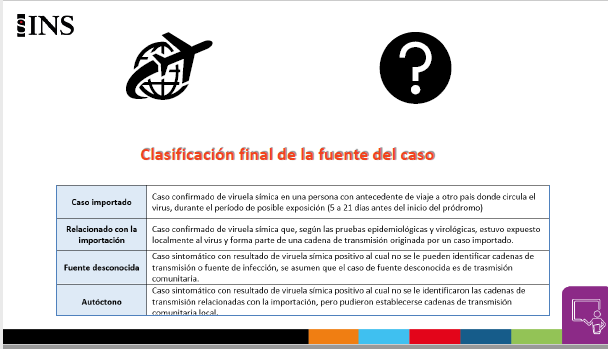 INS
Clasificación final de la fuente del caso
Caso importado
Caso confirmado de viruela símica en una persona con antecedente de viaje a otro país donde circula el
virus, durante el período de posible exposición (5 a 21 días antes del inicio del pródromo)
Relacionado con la
importación
Caso confirmado de viruela símica que, según las pruebas epidemiológicas y virológicas, estuvo expuesto
localmente al virus y forma parte de una cadena de transmisión originada por un caso importado.
Fuente desconocida
Caso sintomático con resultado de viruela símica positivo al cual no se le pueden identificar cadenas de
transmisión o fuente de infección, se asumen que el caso de fuente desconocida es de trasmisión
comunitaria.
Autóctono
Caso sintomático con resultado de viruela símica positivo al cual no se le identificaron las cadenas de
transmisión relacionadas con la importación, pero pudieron establecerse cadenas de transmisión
comunitaria local.